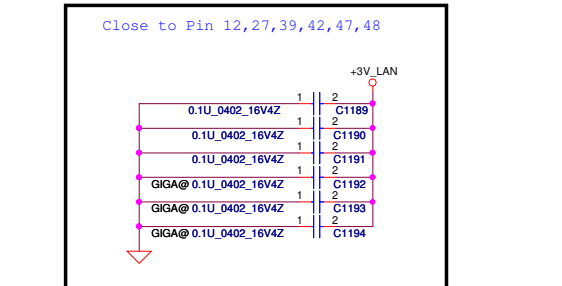 Close to Pin 12,27,39,42,47,48
+3V_LAN
1 2
0.1U_0402_16V4Z C1189
1 2
0.1U_0402_16V4Z C1190
1 2
0.1U_0402_16V4Z C1191
1 2
GIGA@ 0.1U_0402_16V4Z C1192
1 2
GIGA@ 0.1U_0402_16V4Z C1193
1 2
GIGA@ 0.1U_0402_16V4Z C1194